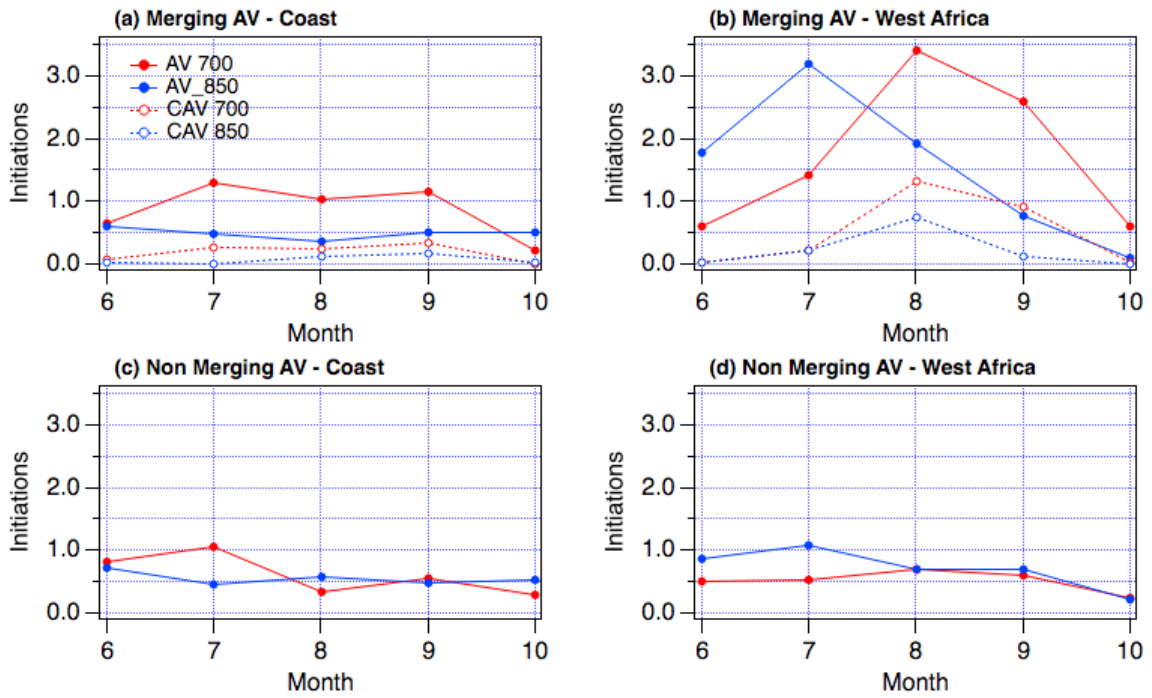 (a) Merging AV - Coast
3.0
2.0
1.0
0.0
Initiations
AV 700
AV_850
CAV 700
CAV 850
6 7 8 9 10
Month
(b) Merging AV - West Africa
3.0
2.0
1.0
0.0
Initiations
6 7 8 9 10
Month
(c) Non Merging AV - Coast
3.0
2.0
1.0
0.0
Initiations
6 7 8 9 10
Month
(d) Non Merging AV - West Africa
3.0
2.0
1.0
0.0
Initiations
6 7 8 9 10
Month